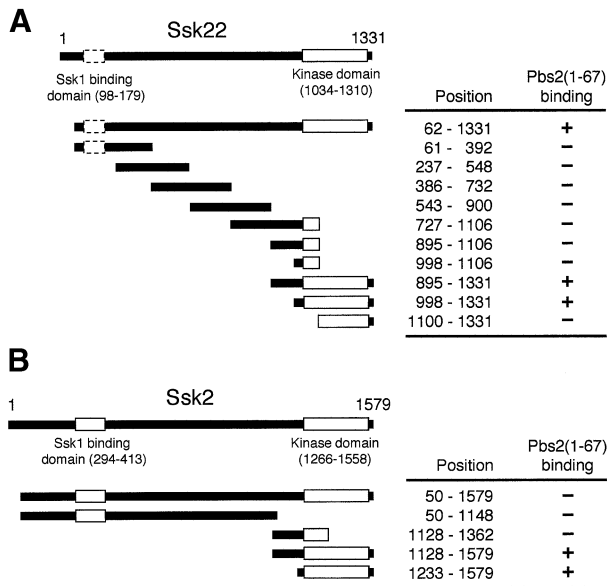 A
Ssk22
1 1331
Ssk1 binding
domain (98-179)
Kinase domain
(1034-1310)
Position Pbs2(1-67)
binding
62 - 1331 +
61 - 392 −
237 - 548 −
386 - 732 −
543 - 900 −
727 - 1106 −
895 - 1106 −
998 - 1106 −
895 - 1331 +
998 - 1331 +
1100 - 1331 −
B
Ssk2
1 1579
Ssk1 binding
domain (294-413)
Kinase domain
(1266-1558)
Position Pbs2(1-67)
binding
50 - 1579 −
50 - 1148 −
1128 - 1362 −
1128 - 1579 +
1233 - 1579 +